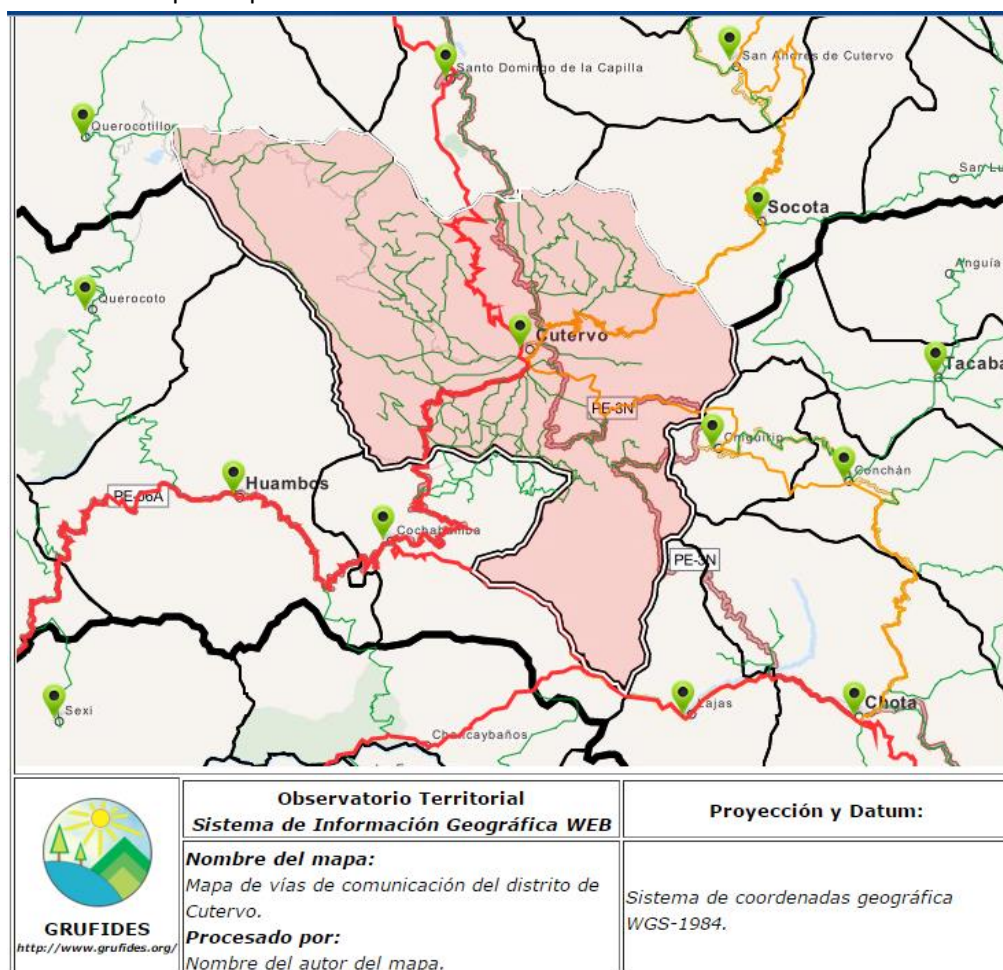 Santo Domingo de la Capilla
San Andres de Cutervo
Querocotillo
San Lu
Socota
Anguía
Querocoto
Cutervo
Tacaba
PE-3N
Conchán
Huambos
PE-06A
Cochabamba
PE-3N
Sexi
Lajas
Chota
Chancaybaños
Observatorio Territorial
Sistema de Información Geográfica WEB
Proyección y Datum:
Nombre del mapa:
Mapa de vías de comunicación del distrito de
Cutervo.
Procesado por:
Nombre del autor del mapa.
Sistema de coordenadas geográfica
WGS-1984.
GRUFIDES
http://www.grufides.org/